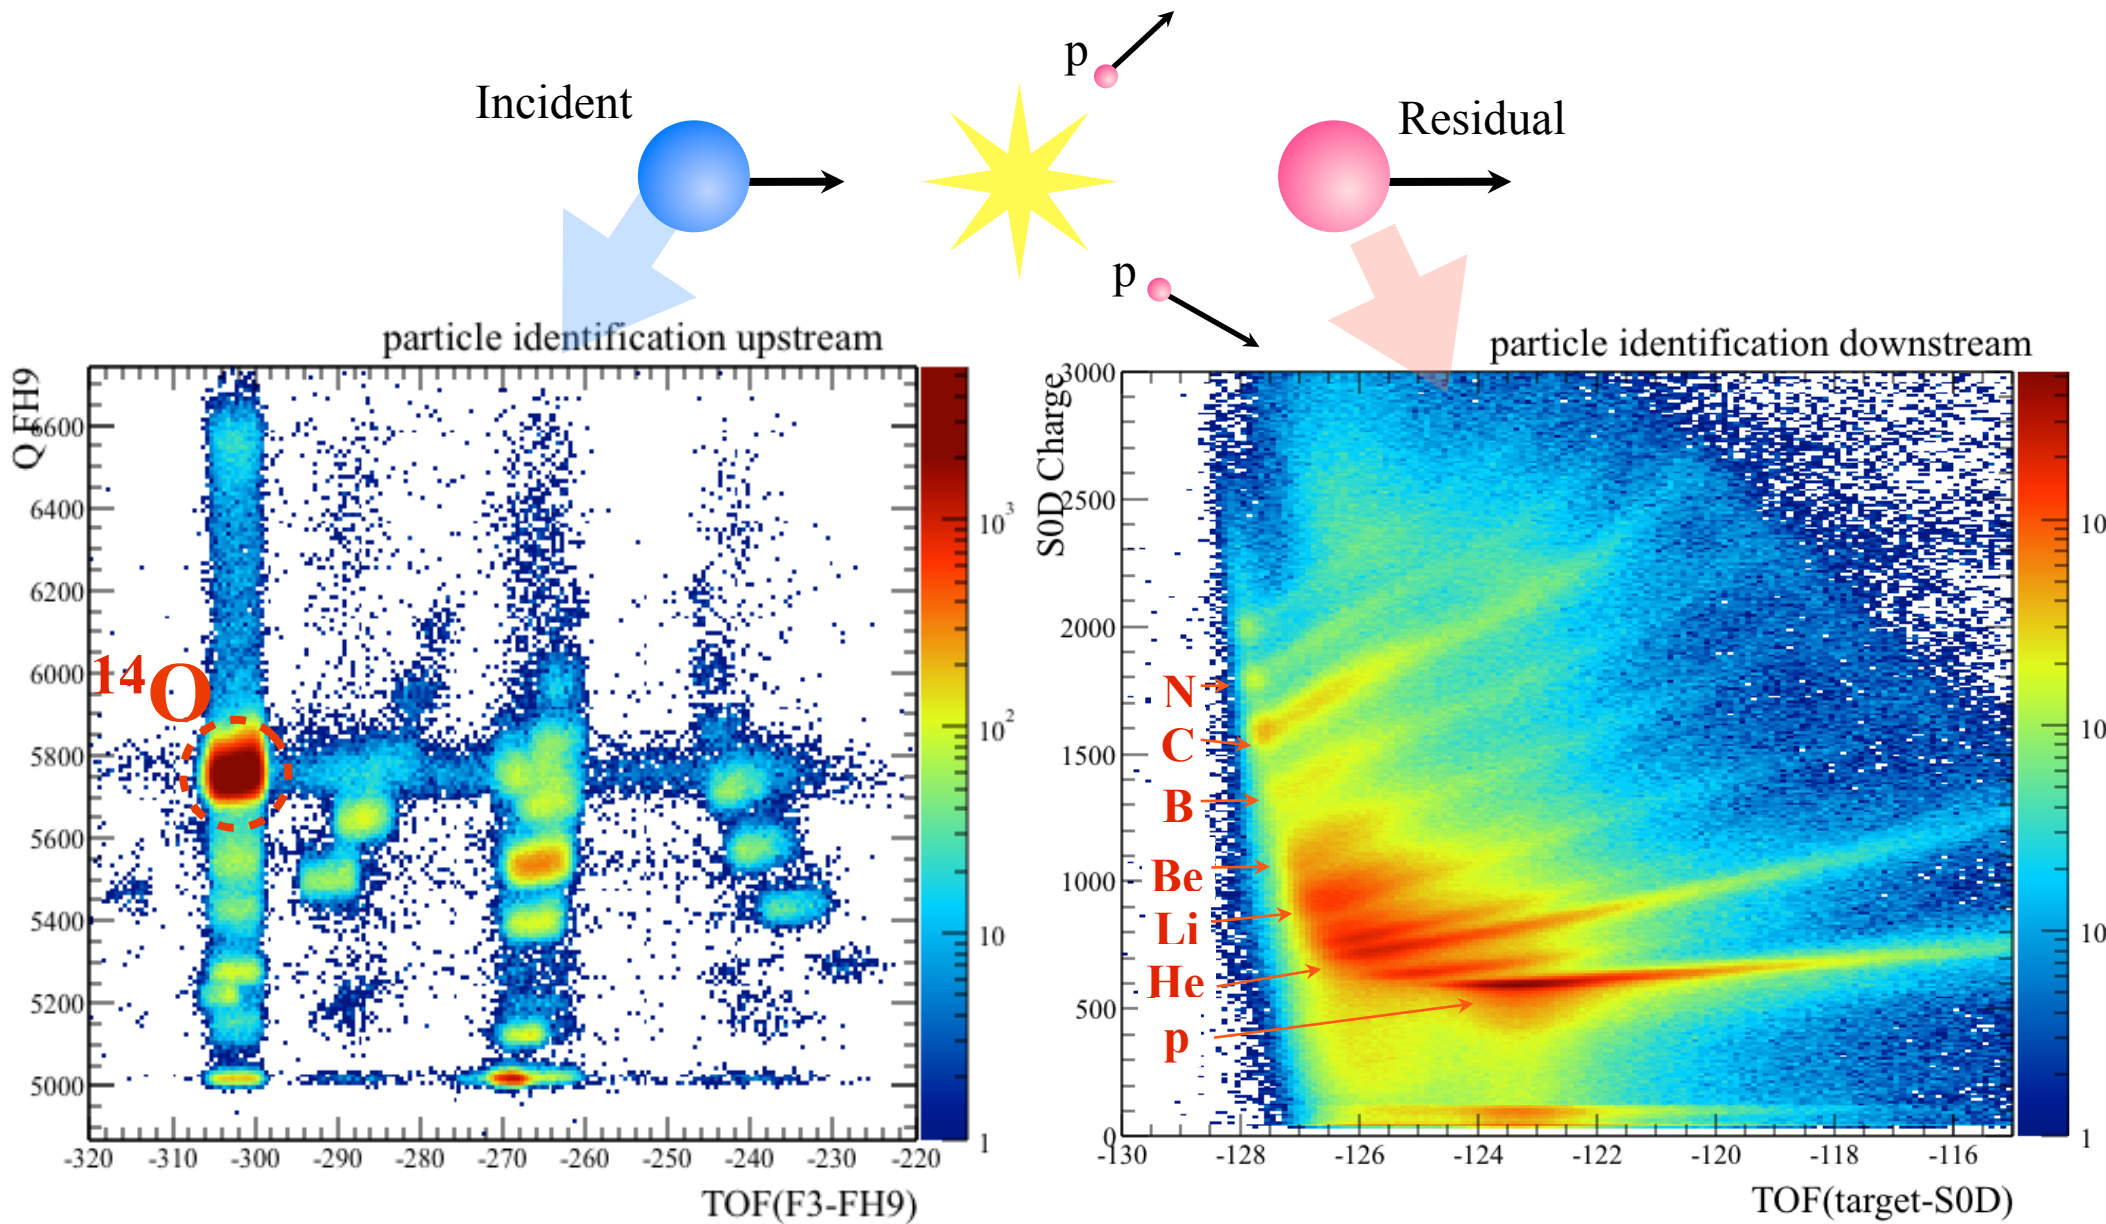 p
Incident
Residual
p
particle identification upstream
Q FH9
6600
6400
6200
6000
5800
5600
5400
5200
5000
-320 -310 -300 -290 -280 -270 -260 -250 -240 -230 -220
TOF(F3-FH9)
14O
103
102
10
1
particle identification downstream
S0D Charge
3000
2500
2000
1500
1000
500
0
-130 -128 -126 -124 -122 -120 -118 -116
TOF(target-S0D)
N
C
B
Be
Li
He
p
10
10
10
1